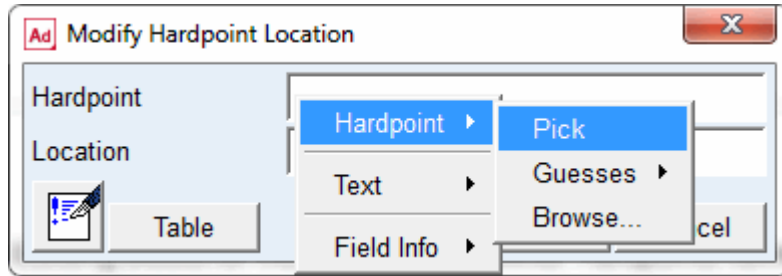 Ad Modify Hardpoint Location
X
Hardpoint
Location
Table
cel
Hardpoint
Text
Field Info
Pick
Guesses
Browse...